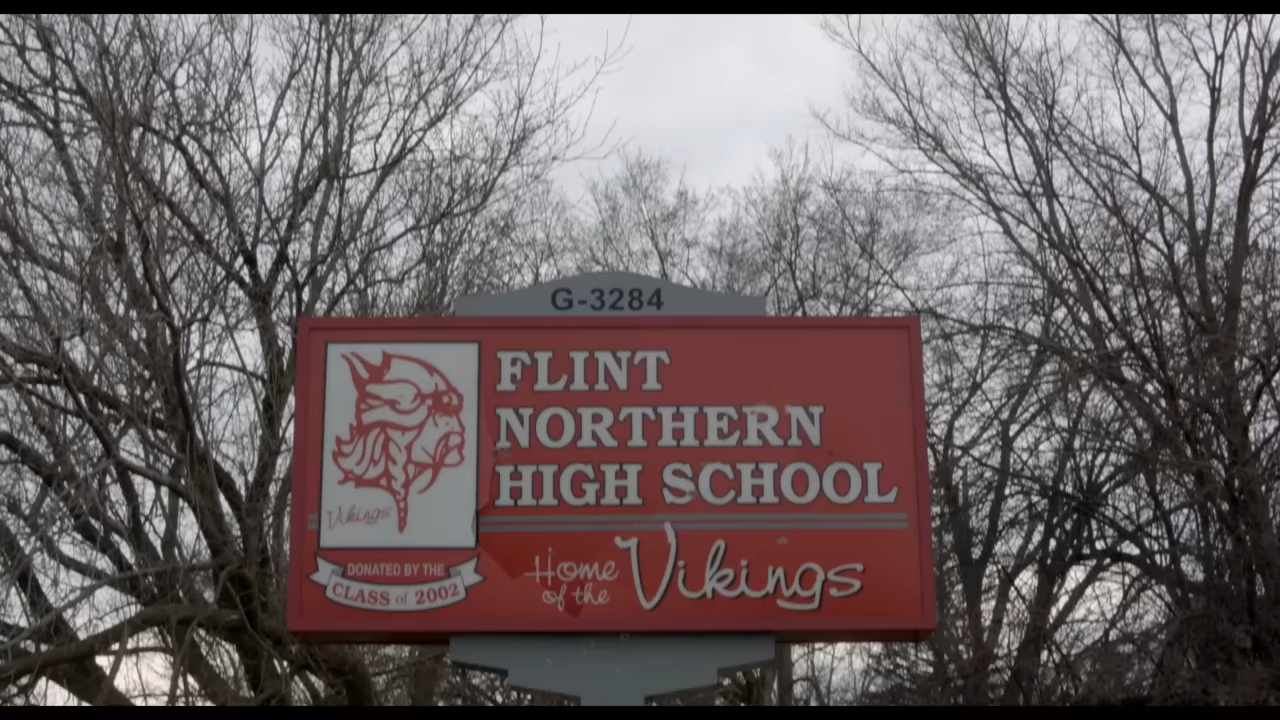 G-3284
FLINT
NORTHERN
HIGH SCHOOL
Vikings
Home
of the
Vikings
DONATED BY THE
CLASS of 2002